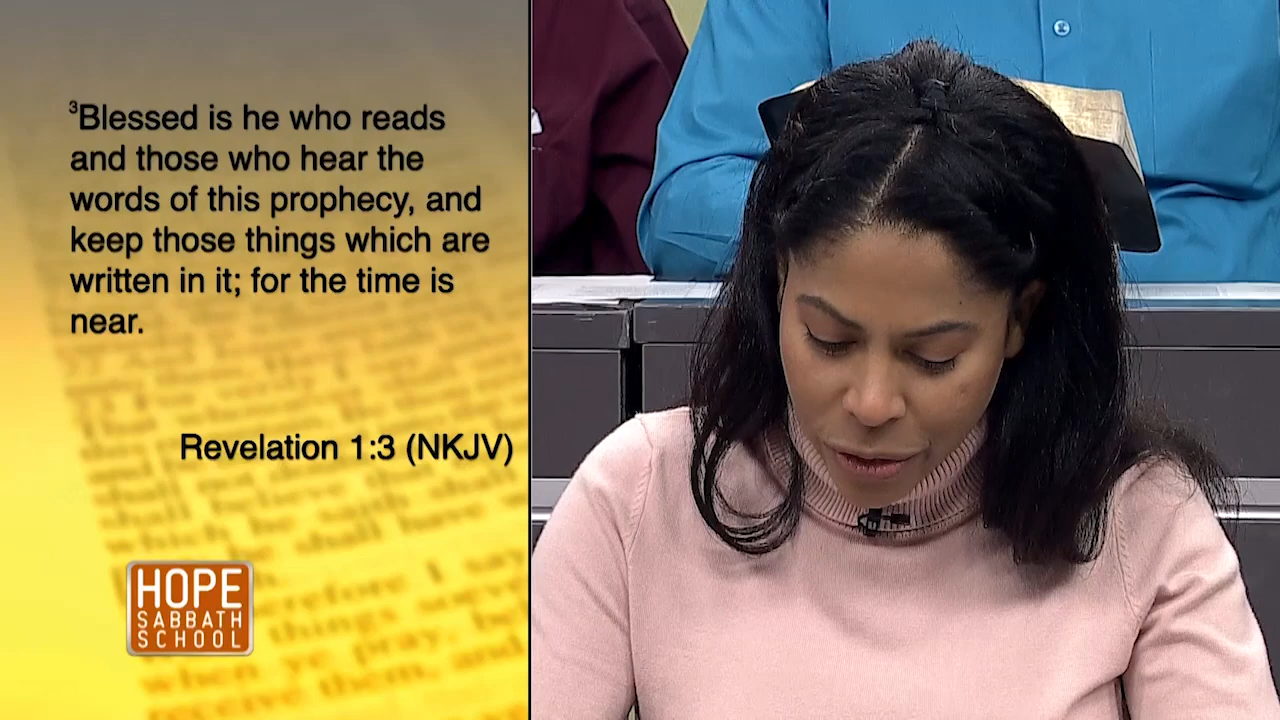 ³Blessed is he who reads
and those who hear the
words of this prophecy, and
keep those things which are
written in it; for the time is
near.
Revelation 1:3 (NKJV)
HOPE
SABBATH
SCHOOL